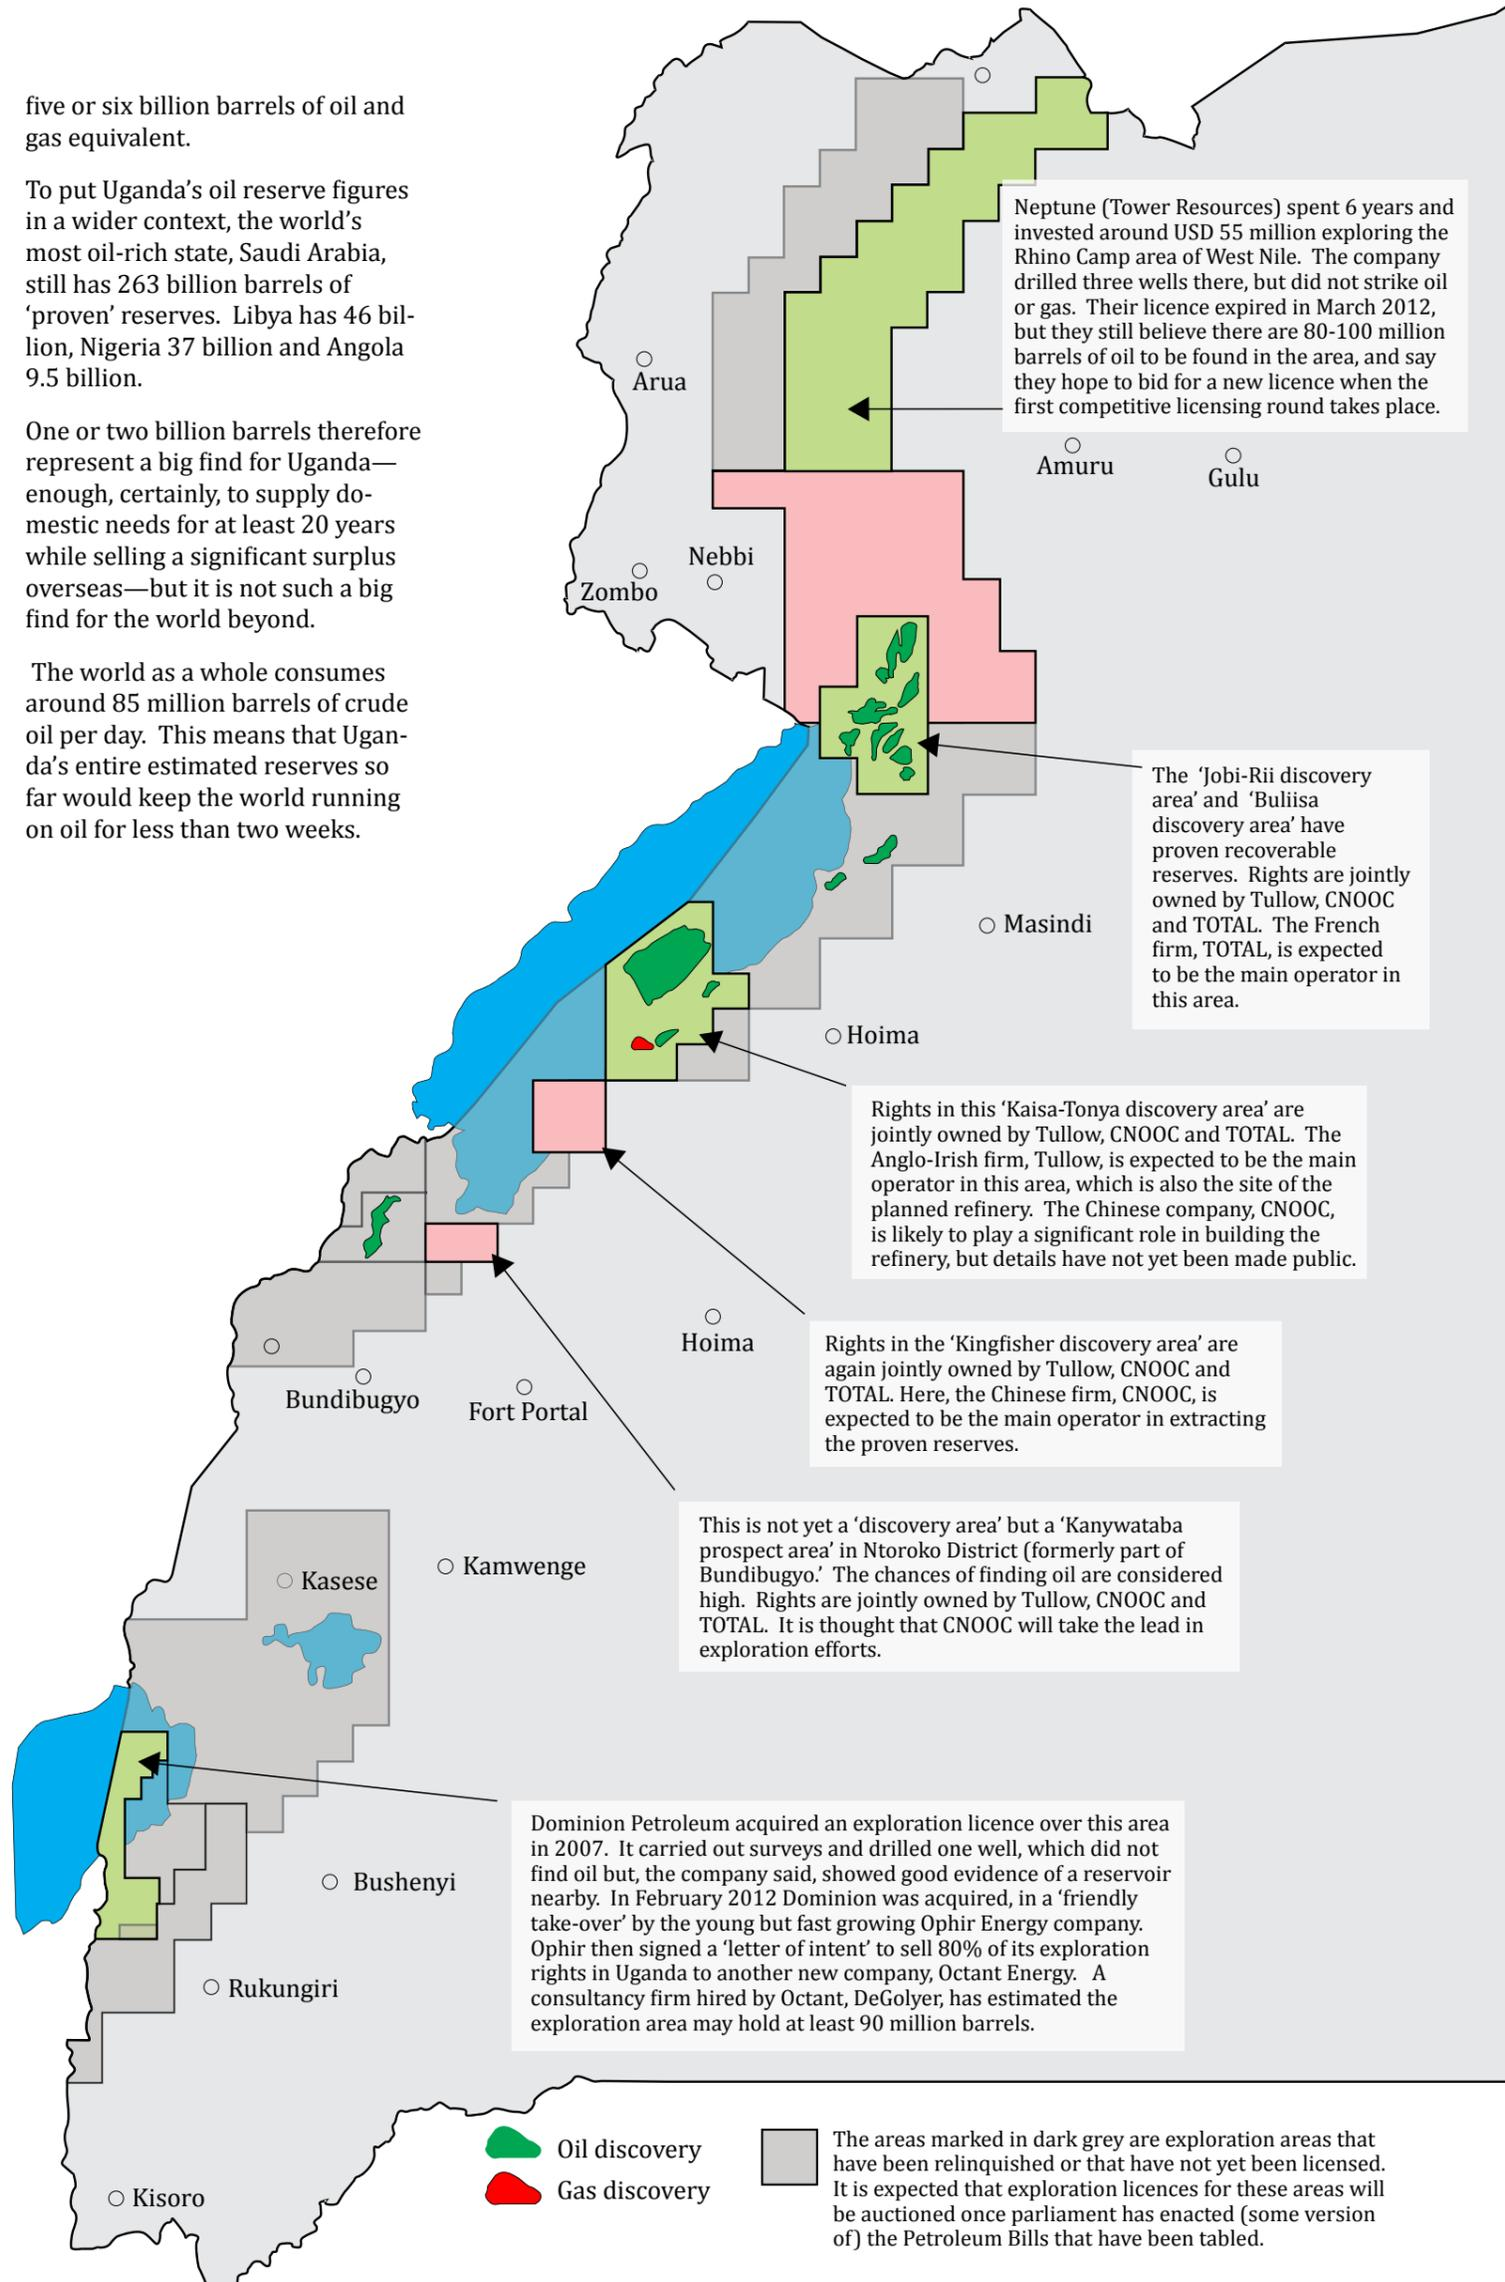 five or six billion barrels of oil and
gas equivalent.
To put Uganda’s oil reserve figures
in a wider context, the world’s
most oil-rich state, Saudi Arabia,
still has 263 billion barrels of
‘proven’ reserves.  Libya has 46 bil-
lion, Nigeria 37 billion and Angola
9.5 billion.
One or two billion barrels therefore
represent a big find for Uganda—
enough, certainly, to supply do-
mestic needs for at least 20 years
while selling a significant surplus
overseas—but it is not such a big
find for the world beyond.
The world as a whole consumes
around 85 million barrels of crude
oil per day.  This means that Ugan-
da’s entire estimated reserves so
far would keep the world running
on oil for less than two weeks.
Neptune (Tower Resources) spent 6 years and
invested around USD 55 million exploring the
Rhino Camp area of West Nile.  The company
drilled three wells there, but did not strike oil
or gas.  Their licence expired in March 2012,
but they still believe there are 80-100 million
barrels of oil to be found in the area, and say
they hope to bid for a new licence when the
first competitive licensing round takes place.
Arua
Amuru
Gulu
Nebbi
Zombo
The  ‘Jobi-Rii discovery
area’ and  ‘Buliisa
discovery area’ have
proven recoverable
reserves.  Rights are jointly
owned by Tullow, CNOOC
and TOTAL.  The French
firm, TOTAL, is expected
to be the main operator in
this area.
Masindi
Hoima
Rights in this ‘Kaisa-Tonya discovery area’ are
jointly owned by Tullow, CNOOC and TOTAL.  The
Anglo-Irish firm, Tullow, is expected to be the main
operator in this area, which is also the site of the
planned refinery.  The Chinese company, CNOOC,
is likely to play a significant role in building the
refinery, but details have not yet been made public.
Hoima
Rights in the ‘Kingfisher discovery area’ are
again jointly owned by Tullow, CNOOC and
TOTAL. Here, the Chinese firm, CNOOC, is
expected to be the main operator in extracting
the proven reserves.
Bundibugyo
Fort Portal
This is not yet a ‘discovery area’ but a ‘Kanywataba
prospect area’ in Ntoroko District (formerly part of
Bundibugyo.’  The chances of finding oil are considered
high.  Rights are jointly owned by Tullow, CNOOC and
TOTAL.  It is thought that CNOOC will take the lead in
exploration efforts.
Kamwenge
Kasese
Dominion Petroleum acquired an exploration licence over this area
in 2007.  It carried out surveys and drilled one well, which did not
find oil but, the company said, showed good evidence of a reservoir
nearby.  In February 2012 Dominion was acquired, in a ‘friendly
take-over’ by the young but fast growing Ophir Energy company.
Ophir then signed a ‘letter of intent’ to sell 80% of its exploration
rights in Uganda to another new company, Octant Energy.   A
consultancy firm hired by Octant, DeGolyer, has estimated the
exploration area may hold at least 90 million barrels.
Bushenyi
Rukungiri
Kisoro
Oil discovery
Gas discovery
The areas marked in dark grey are exploration areas that
have been relinquished or that have not yet been licensed.
It is expected that exploration licences for these areas will
be auctioned once parliament has enacted (some version
of) the Petroleum Bills that have been tabled.